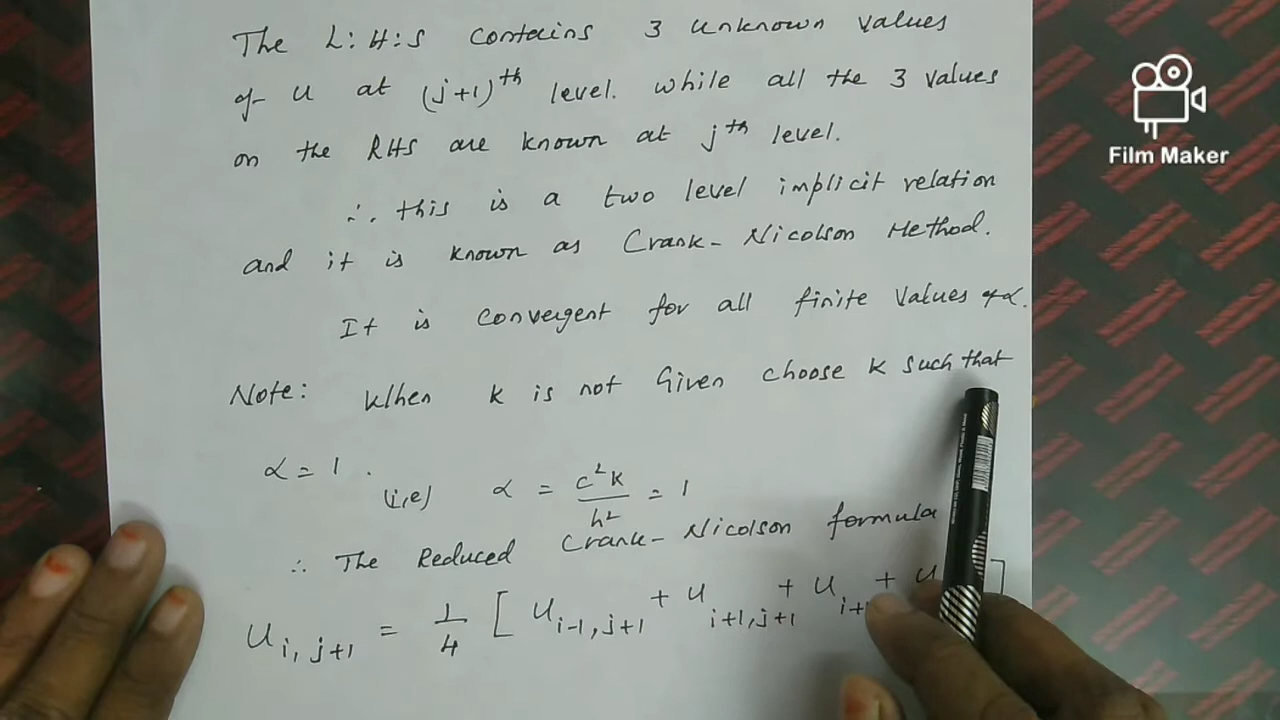 The L:H:S contains 3 unknown values
of u at (j+1)th level. while all the 3 values
on the RHS are known at jth level.
∴ this is a two level implicit relation
and it is known as Crank-Nicolson Method.
It is convergent for all finite values of α.
Note: When k is not Given choose k such that
α = 1.
(i,e) α = c²k / h² = 1
∴ The Reduced Crank-Nicolson formula
u i, j+1 = 1/4 [ u i-1, j+1 + u i+1, j+1 + u i+1 + u ]
Film Maker